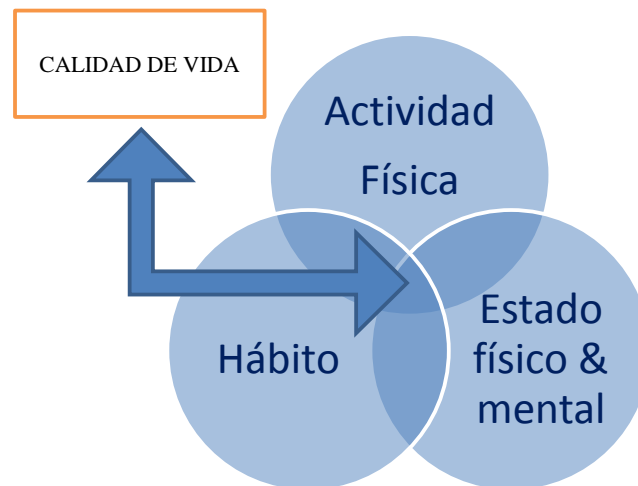 CALIDAD DE VIDA
Actividad
Física
Hábito
Estado
físico &
mental